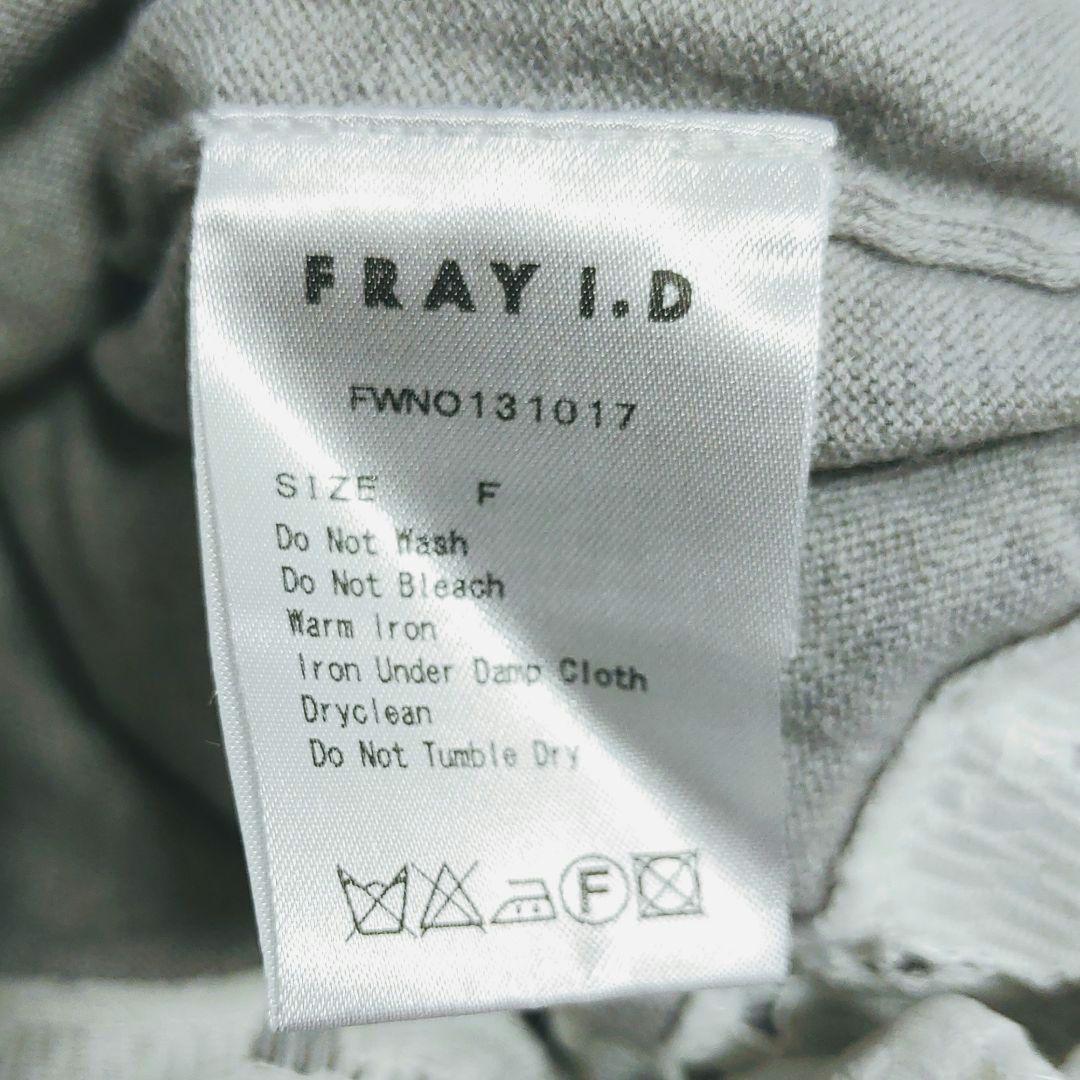 FRAY I.D
FWNO131017
SIZE F
Do Not Wash
Do Not Bleach
Warm Iron
Iron Under Damp Cloth
Dryclean
Do Not Tumble Dry
F